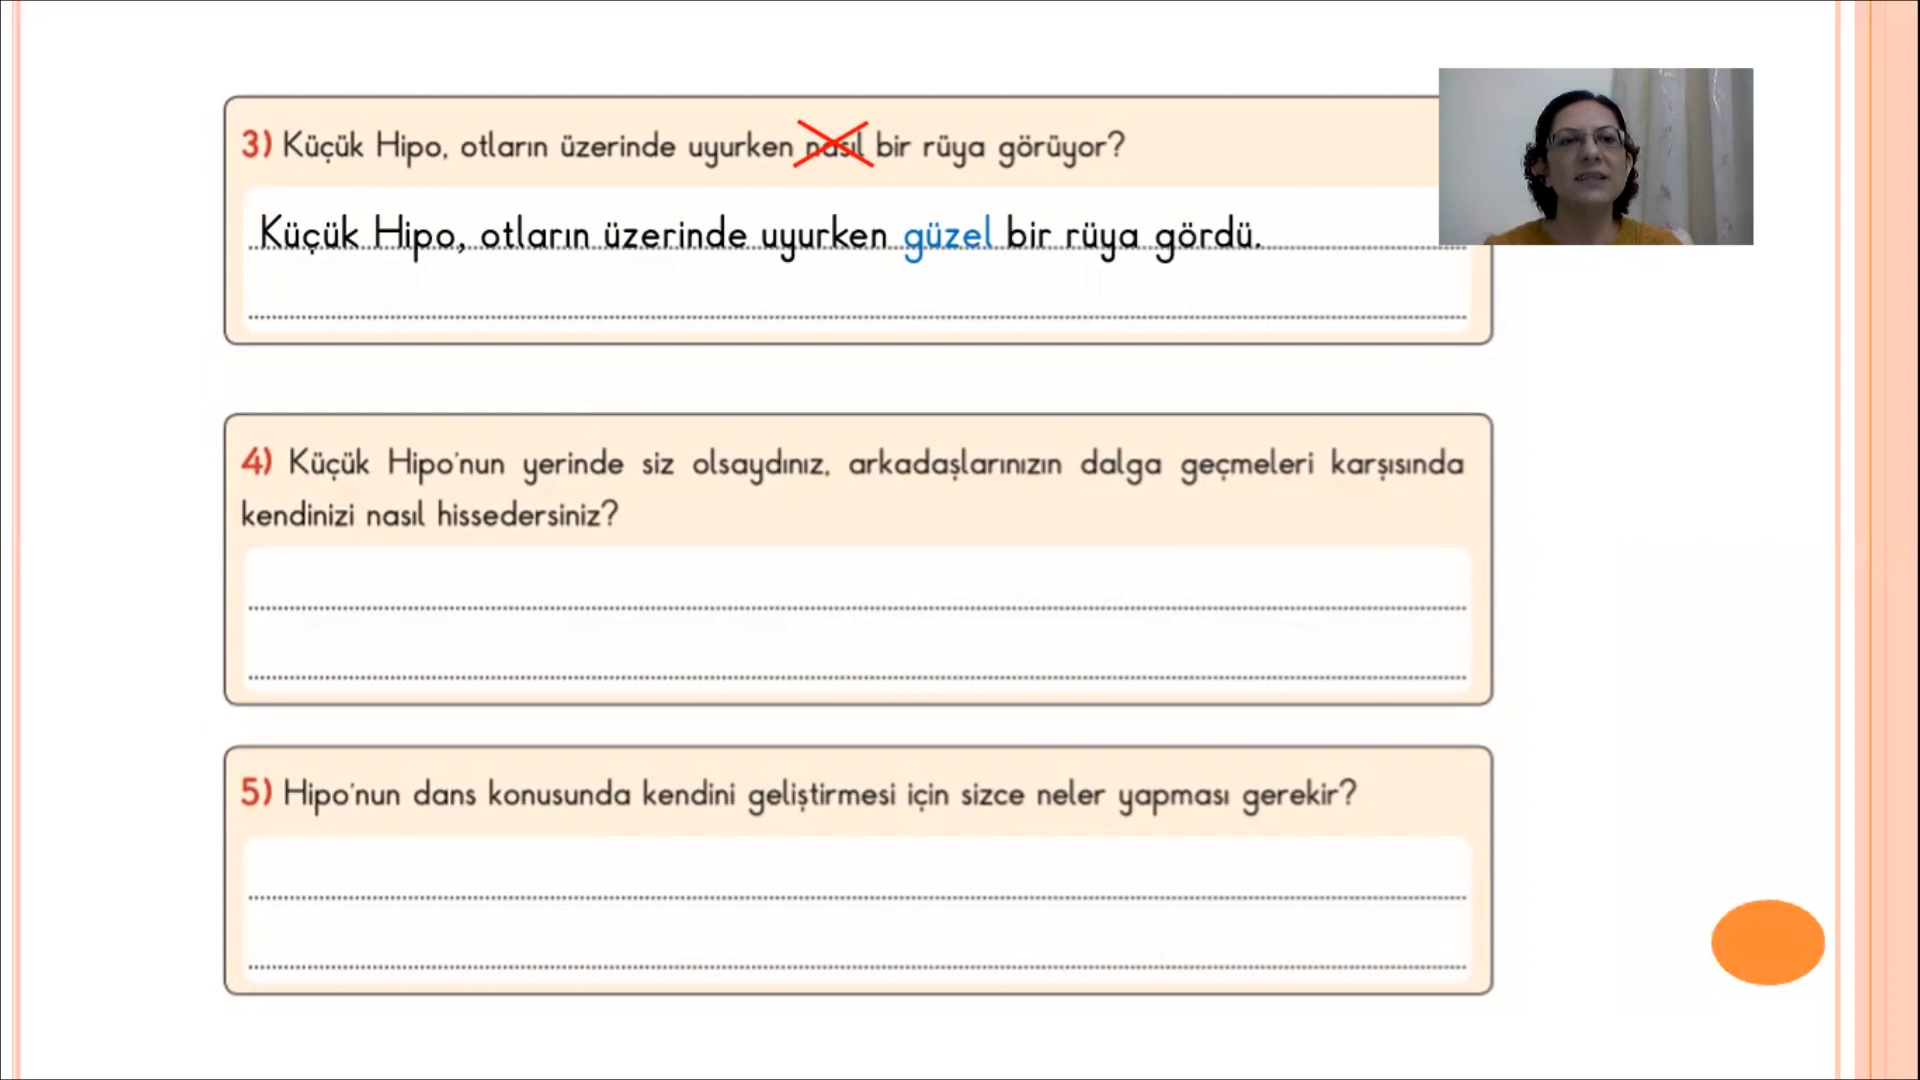 3) Küçük Hipo, otların üzerinde uyurken nasıl bir rüya görüyor?
Küçük Hipo, otların üzerinde uyurken güzel bir rüya gördü.
4) Küçük Hipo'nun yerinde siz olsaydınız, arkadaşlarınızın dalga geçmeleri karşısında
kendinizi nasıl hissedersiniz?
5) Hipo'nun dans konusunda kendini geliştirmesi için sizce neler yapması gerekir?